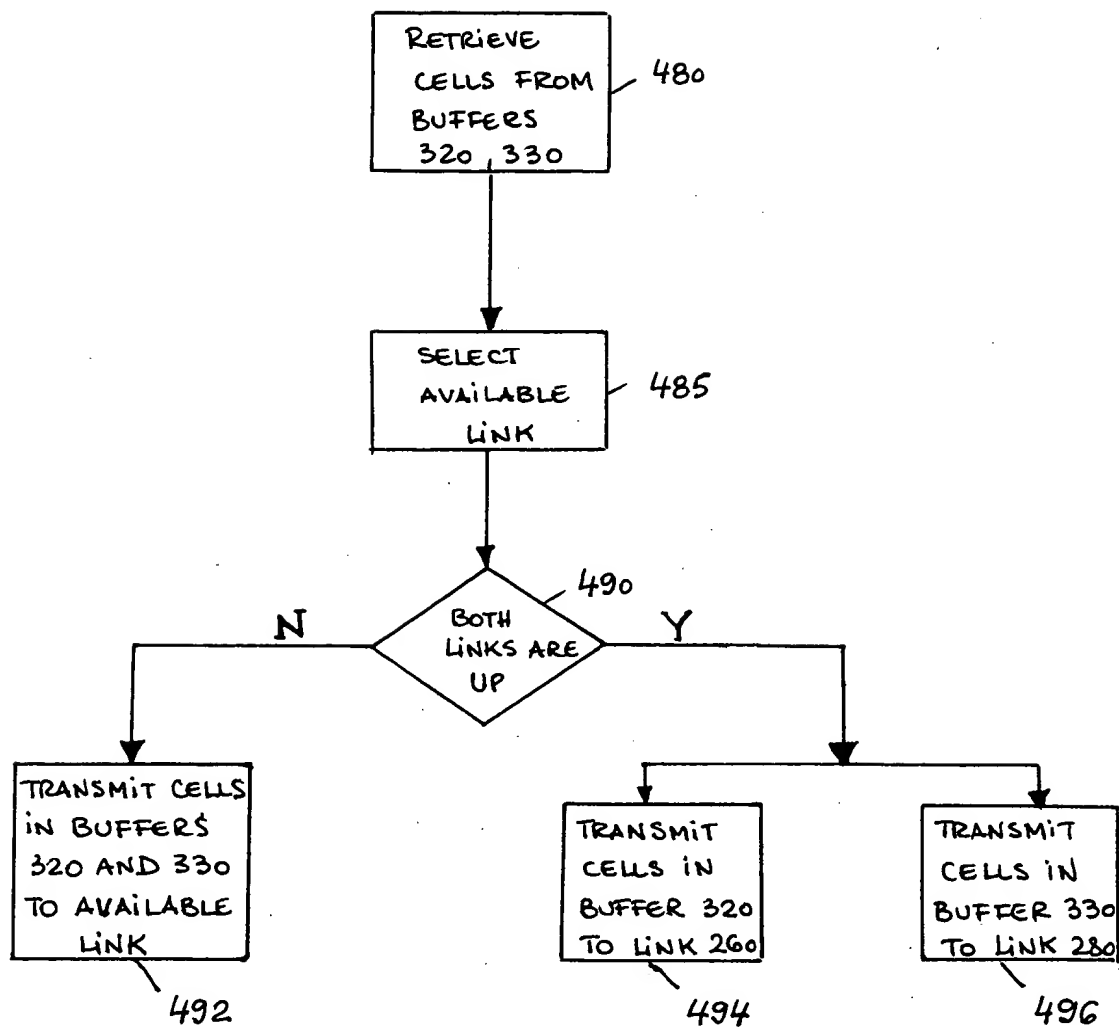 RETRIEVE
CELLS FROM
BUFFERS
320, 330
480
SELECT
AVAILABLE
LINK
485
490
BOTH
LINKS ARE
UP
N
Y
TRANSMIT CELLS
IN BUFFERS
320 AND 330
TO AVAILABLE
LINK
492
TRANSMIT
CELLS IN
BUFFER 320
TO LINK 260
494
TRANSMIT
CELLS IN
BUFFER 330
TO LINK 280
496